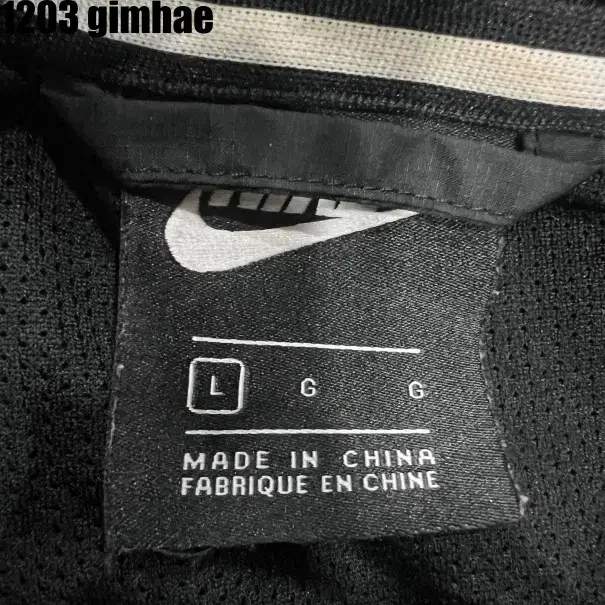 1203 gimhae
L G G
MADE IN CHINA
FABRIQUE EN CHINE